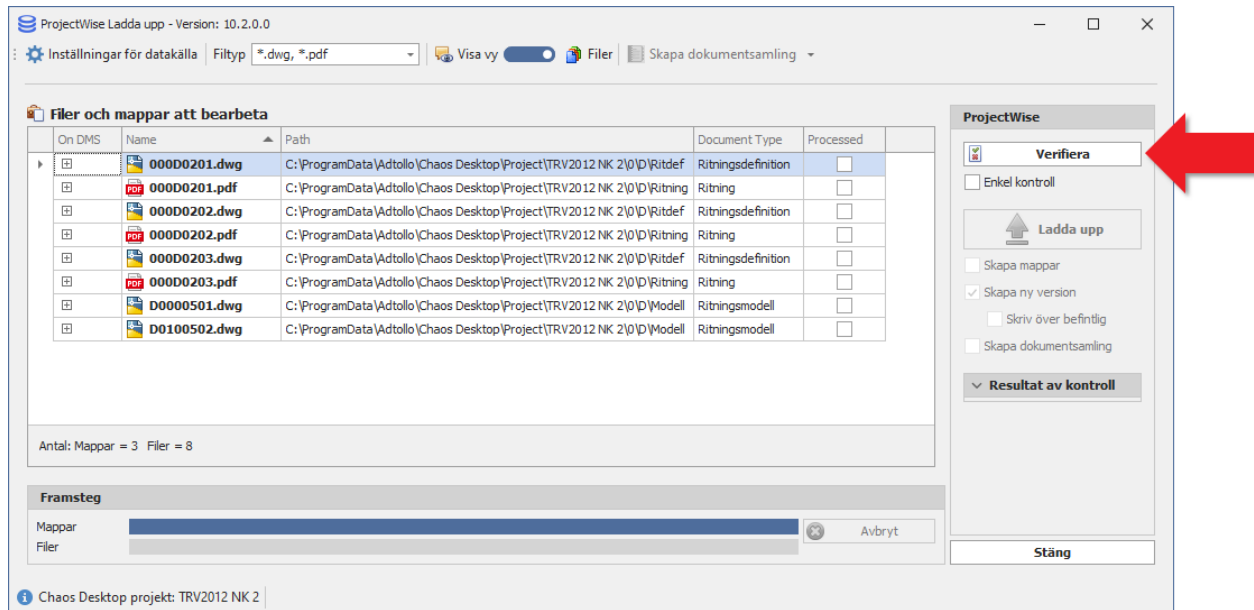 ProjectWise Ladda upp - Version: 10.2.0.0
Inställningar för datakälla Filtyp *.dwg, *.pdf Visa vy Filer Skapa dokumentsamling
Filer och mappar att bearbeta
On DMS Name Path Document Type Processed
000D0201.dwg C:\ProgramData\Adtollo\Chaos Desktop\Project\TRV2012 NK 2\0\D\Ritdef Ritningsdefinition
PDF 000D0201.pdf C:\ProgramData\Adtollo\Chaos Desktop\Project\TRV2012 NK 2\0\D\Ritning Ritning
000D0202.dwg C:\ProgramData\Adtollo\Chaos Desktop\Project\TRV2012 NK 2\0\D\Ritdef Ritningsdefinition
PDF 000D0202.pdf C:\ProgramData\Adtollo\Chaos Desktop\Project\TRV2012 NK 2\0\D\Ritning Ritning
000D0203.dwg C:\ProgramData\Adtollo\Chaos Desktop\Project\TRV2012 NK 2\0\D\Ritdef Ritningsdefinition
PDF 000D0203.pdf C:\ProgramData\Adtollo\Chaos Desktop\Project\TRV2012 NK 2\0\D\Ritning Ritning
D0000501.dwg C:\ProgramData\Adtollo\Chaos Desktop\Project\TRV2012 NK 2\0\D\Modell Ritningsmodell
D0100502.dwg C:\ProgramData\Adtollo\Chaos Desktop\Project\TRV2012 NK 2\0\D\Modell Ritningsmodell
Antal: Mappar = 3 Filer = 8
ProjectWise
Verifiera
Enkel kontroll
Ladda upp
Skapa mappar
Skapa ny version
Skriv över befintlig
Skapa dokumentsamling
Resultat av kontroll
Framsteg
Mappar
Filer
Avbryt
Stäng
Chaos Desktop projekt: TRV2012 NK 2